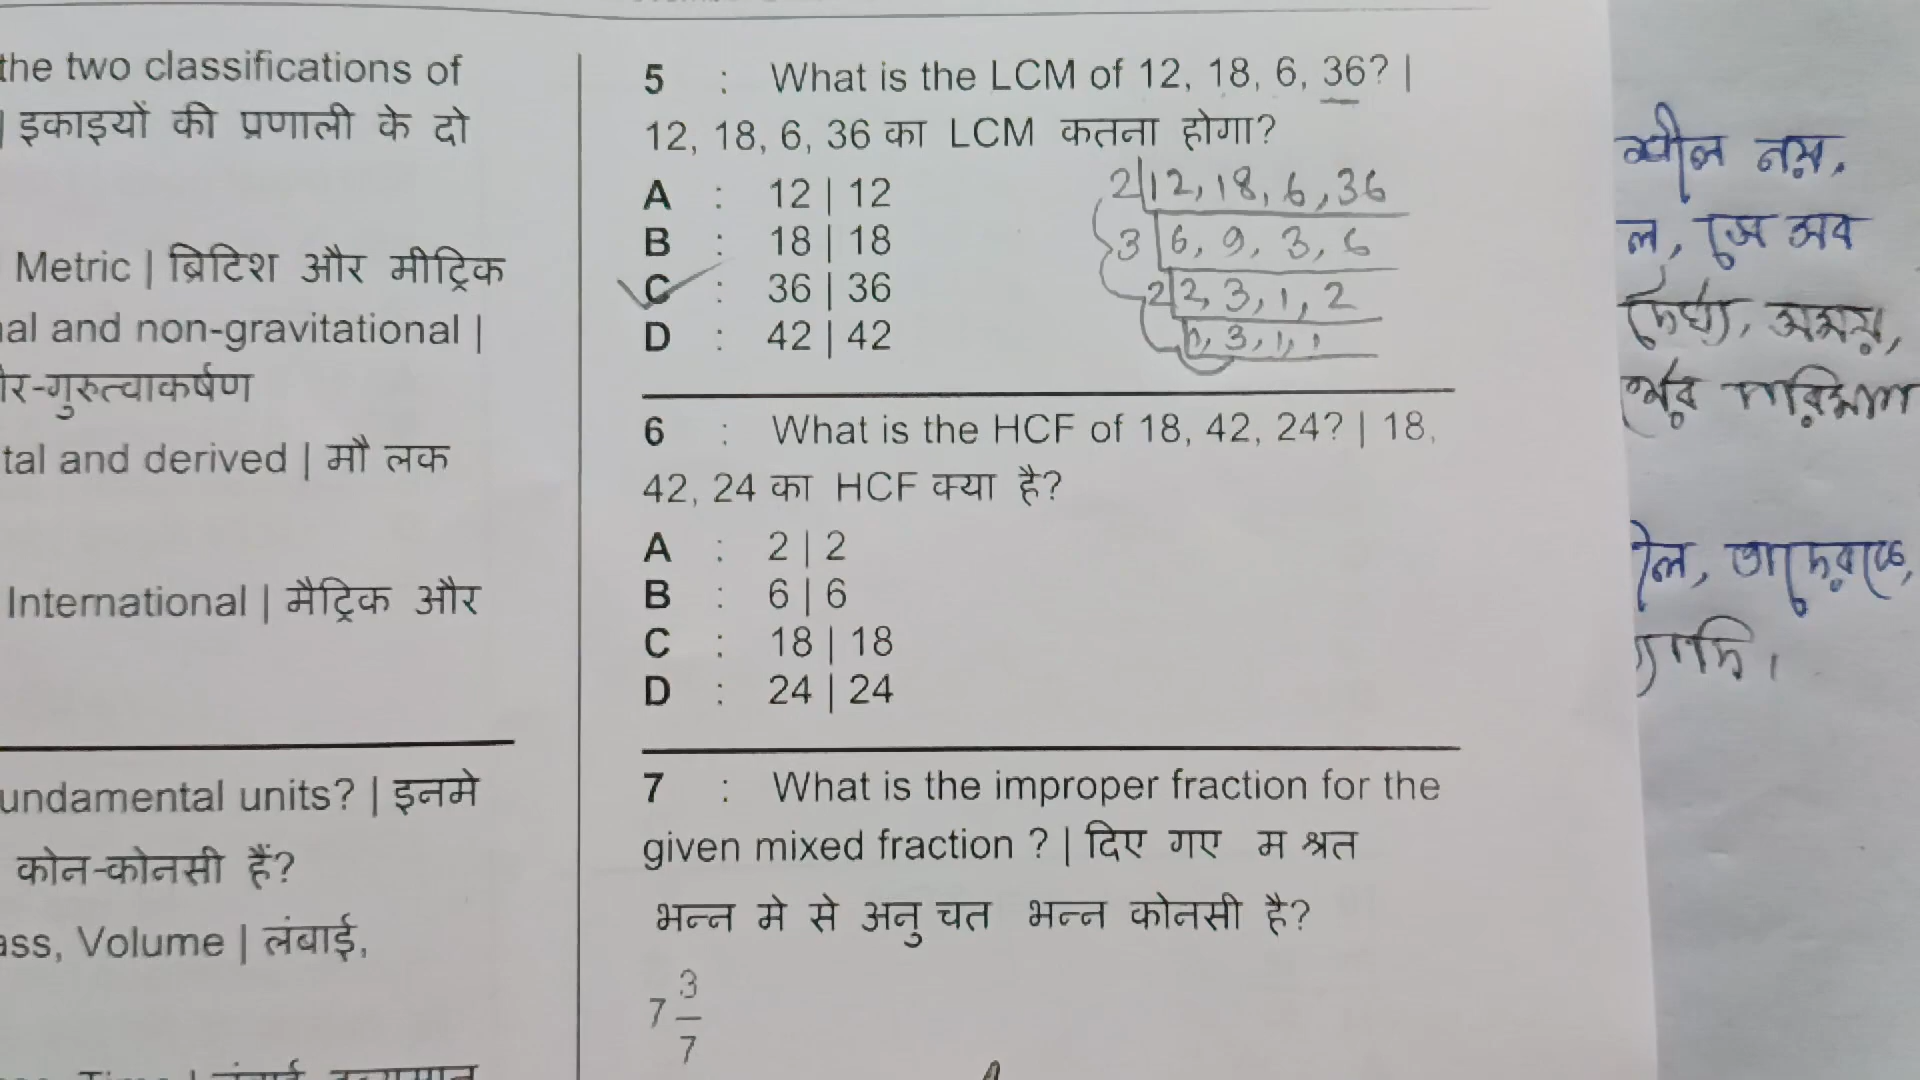 the two classifications of
| इकाइयों की प्रणाली के दो
Metric | ब्रिटिश और मीट्रिक
al and non-gravitational |
र-गुरुत्वाकर्षण
tal and derived | मौ लक
International | मैट्रिक और
undamental units? | इनमे
कोन-कोनसी हैं?
ass, Volume | लंबाई,
5 : What is the LCM of 12, 18, 6, 36? |
12, 18, 6, 36 का LCM कतना होगा?
A : 12 | 12
B : 18 | 18
C : 36 | 36
D : 42 | 42
2 12, 18, 6, 36
3 6, 9, 3, 6
2 2, 3, 1, 2
1, 3, 1, 1
6 : What is the HCF of 18, 42, 24? | 18,
42, 24 का HCF क्या है?
A : 2 | 2
B : 6 | 6
C : 18 | 18
D : 24 | 24
7 : What is the improper fraction for the
given mixed fraction ? | दिए गए म श्रत
भन्न मे से अनु चत भन्न कोनसी है?
7 3
7
শীল নয়,
ল, যে সব
দৈর্ঘ্য, সময়,
পরিমাণ